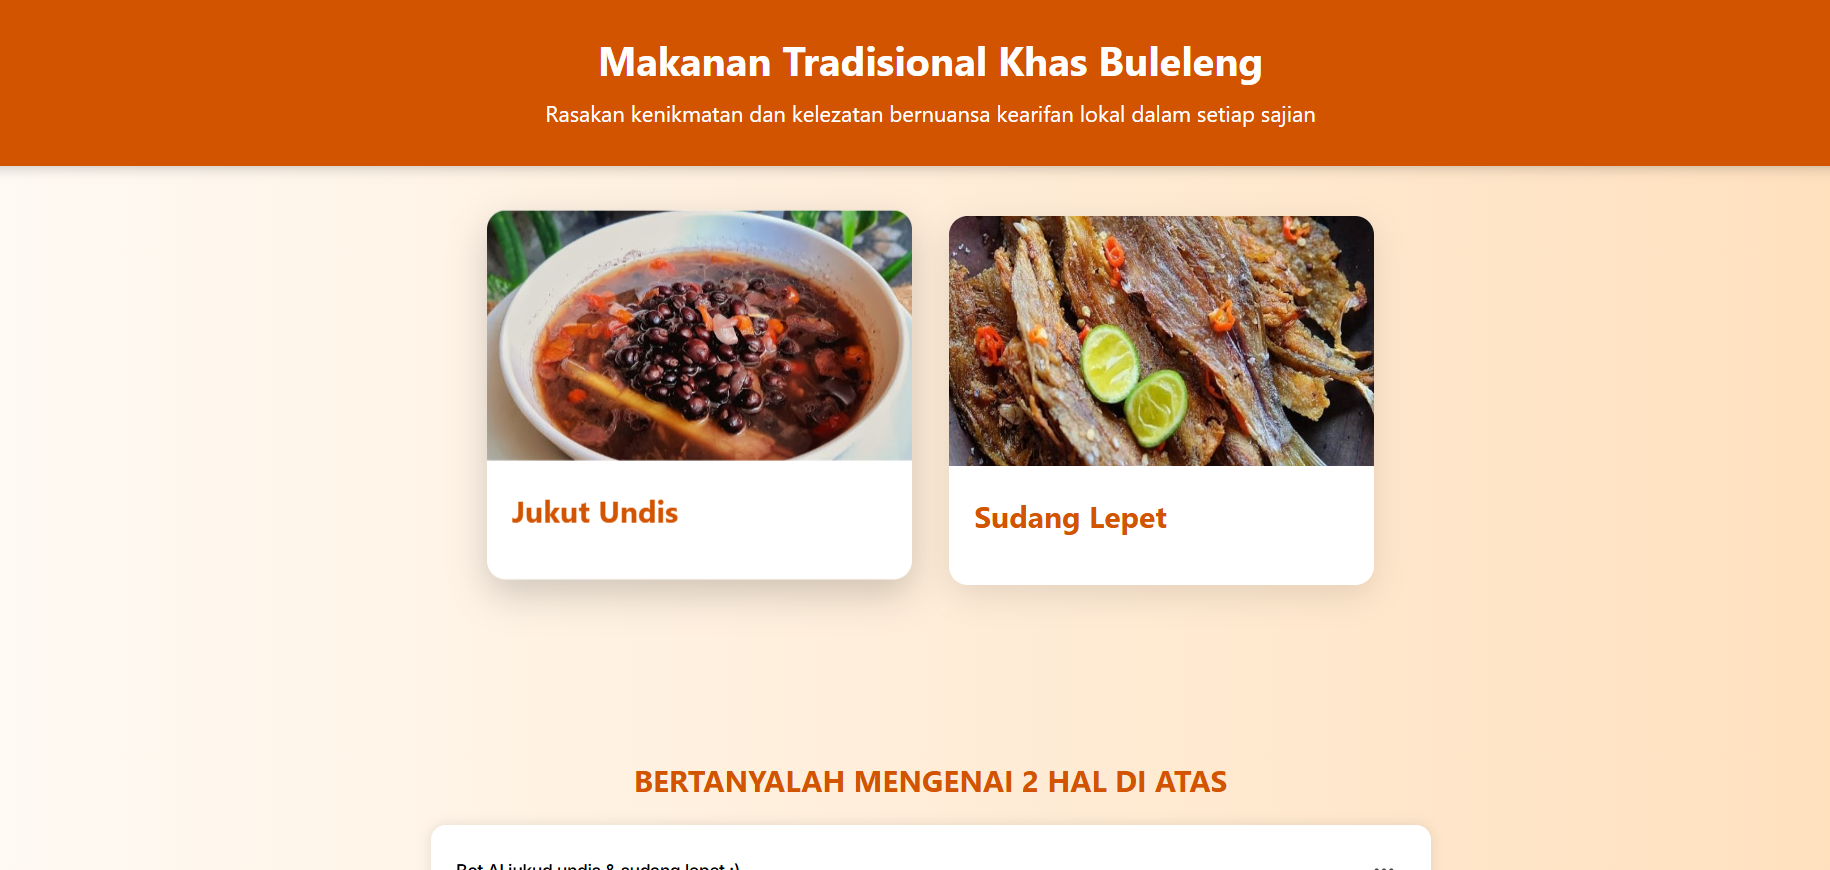 Makanan Tradisional Khas Buleleng
Rasakan kenikmatan dan kelezatan bernuansa kearifan lokal dalam setiap sajian
Jukut Undis
Sudang Lepet
BERTANYALAH MENGENAI 2 HAL DI ATAS
Bot AI jukud undis & sudang lepet :)